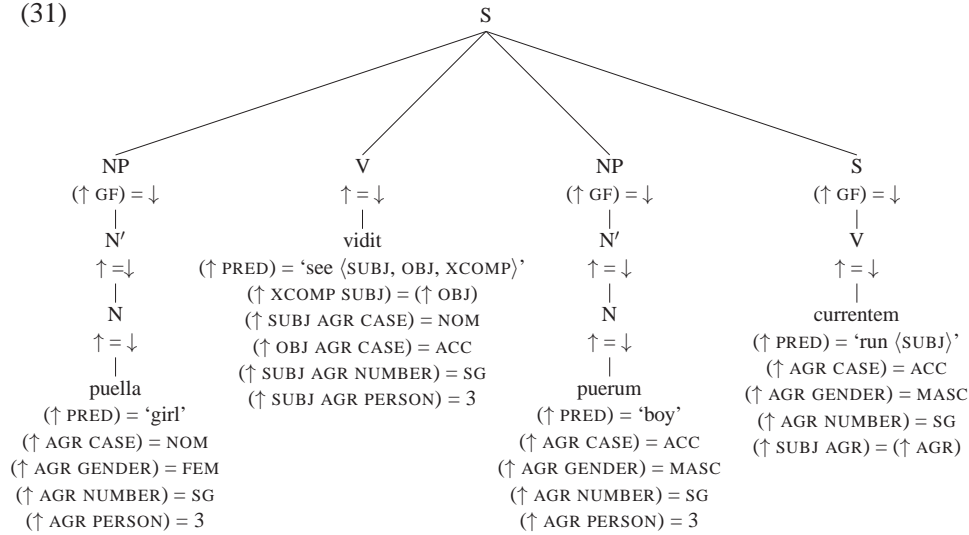 (31)
S
NP V NP S
(↑ GF) = ↓ ↑ = ↓ (↑ GF) = ↓ (↑ GF) = ↓
N′ vidit N′ V
↑ =↓ (↑ PRED) = ‘see ⟨SUBJ, OBJ, XCOMP⟩’ ↑ = ↓ ↑ = ↓
(↑ XCOMP SUBJ) = (↑ OBJ)
N (↑ SUBJ AGR CASE) = NOM N currentem
↑ = ↓ (↑ OBJ AGR CASE) = ACC ↑ = ↓ (↑ PRED) = ‘run ⟨SUBJ⟩’
(↑ SUBJ AGR NUMBER) = SG (↑ AGR CASE) = ACC
puella (↑ SUBJ AGR PERSON) = 3 puerum (↑ AGR GENDER) = MASC
(↑ PRED) = ‘girl’ (↑ PRED) = ‘boy’ (↑ AGR NUMBER) = SG
(↑ AGR CASE) = NOM (↑ AGR CASE) = ACC (↑ SUBJ AGR) = (↑ AGR)
(↑ AGR GENDER) = FEM (↑ AGR GENDER) = MASC
(↑ AGR NUMBER) = SG (↑ AGR NUMBER) = SG
(↑ AGR PERSON) = 3 (↑ AGR PERSON) = 3